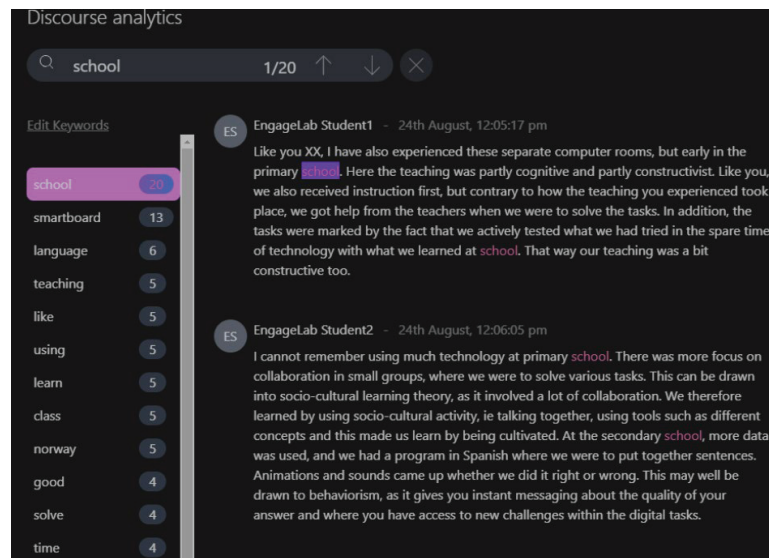 Discourse analytics
school 1/20
Edit Keywords
school 20
smartboard 13
language 6
teaching 5
like 5
using 5
learn 5
class 5
norway 5
good 4
solve 4
time 4
ES
EngageLab Student1 - 24th August, 12:05:17 pm
Like you XX, I have also experienced these separate computer rooms, but early in the
primary school. Here the teaching was partly cognitive and partly constructivist. Like you,
we also received instruction first, but contrary to how the teaching you experienced took
place, we got help from the teachers when we were to solve the tasks. In addition, the
tasks were marked by the fact that we actively tested what we had tried in the spare time
of technology with what we learned at school. That way our teaching was a bit
constructive too.
ES
EngageLab Student2 - 24th August, 12:06:05 pm
I cannot remember using much technology at primary school. There was more focus on
collaboration in small groups, where we were to solve various tasks. This can be drawn
into socio-cultural learning theory, as it involved a lot of collaboration. We therefore
learned by using socio-cultural activity, ie talking together, using tools such as different
concepts and this made us learn by being cultivated. At the secondary school, more data
was used, and we had a program in Spanish where we were to put together sentences.
Animations and sounds came up whether we did it right or wrong. This may well be
drawn to behaviorism, as it gives you instant messaging about the quality of your
answer and where you have access to new challenges within the digital tasks.